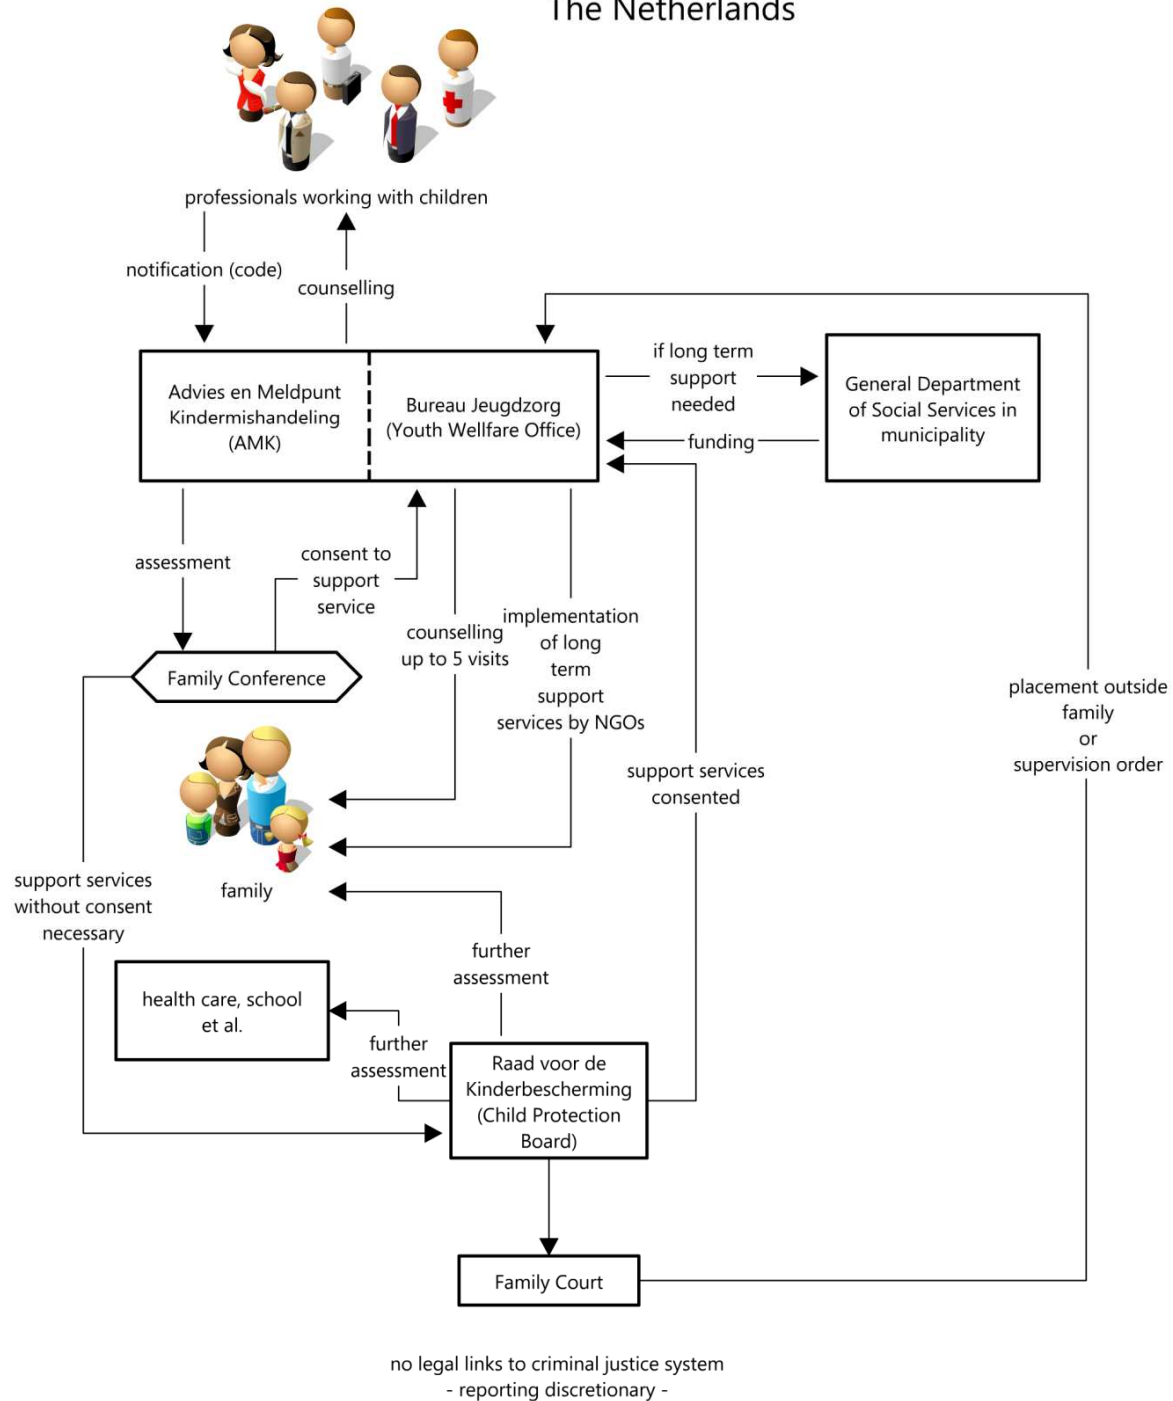 The Netherlands
professionals working with children
notification (code)
counselling
Advies en Meldpunt
Kindermishandeling
(AMK)
Bureau Jeugdzorg
(Youth Wellfare Office)
if long term
support
needed
funding
General Department
of Social Services in
municipality
assessment
consent to
support
service
counselling
up to 5 visits
implementation
of long
term
support
services by NGOs
Family Conference
placement outside
family
or
supervision order
support services
consented
family
support services
without consent
necessary
further
assessment
health care, school
et al.
further
assessment
Raad voor de
Kinderbescherming
(Child Protection
Board)
Family Court
no legal links to criminal justice system
- reporting discretionary -